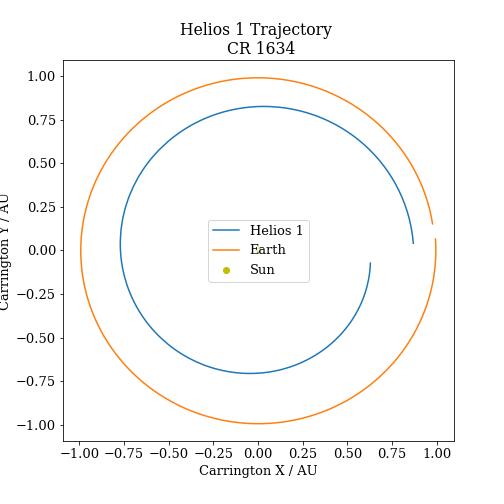 Helios 1 Trajectory
CR 1634
1.00
0.75
0.50
0.25
0.00
−0.25
−0.50
−0.75
−1.00
Carrington Y / AU
Helios 1
Earth
Sun
−1.00 −0.75 −0.50 −0.25 0.00 0.25 0.50 0.75 1.00
Carrington X / AU